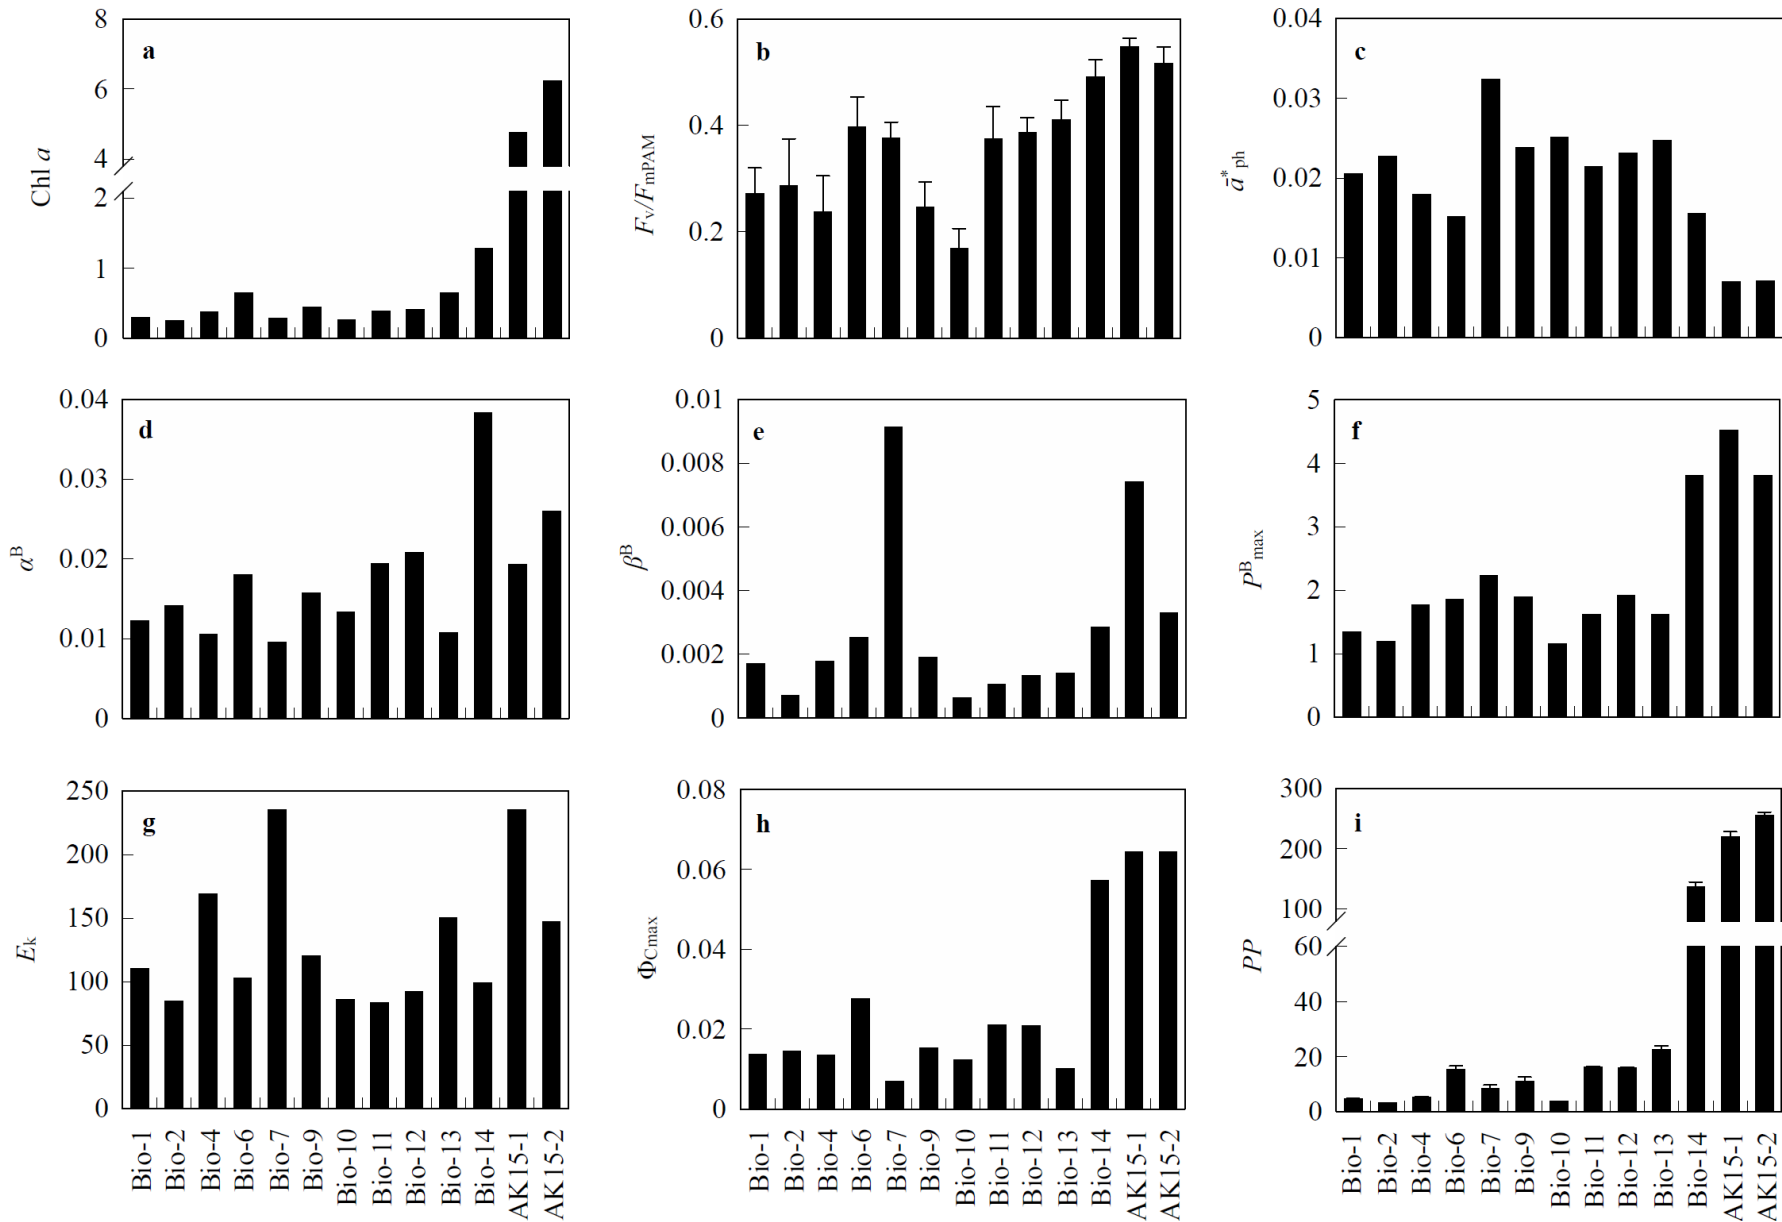 a
Chl a
8
6
4
2
1
0
b
Fv/FmPAM
0.6
0.4
0.2
0
c
ā*ph
0.04
0.03
0.02
0.01
0
d
αB
0.04
0.03
0.02
0.01
0
e
βB
0.01
0.008
0.006
0.004
0.002
0
f
PBmax
5
4
3
2
1
0
g
Ek
250
200
150
100
50
0
Bio-1
Bio-2
Bio-4
Bio-6
Bio-7
Bio-9
Bio-10
Bio-11
Bio-12
Bio-13
Bio-14
AK15-1
AK15-2
h
ΦCmax
0.08
0.06
0.04
0.02
0
Bio-1
Bio-2
Bio-4
Bio-6
Bio-7
Bio-9
Bio-10
Bio-11
Bio-12
Bio-13
Bio-14
AK15-1
AK15-2
i
PP
300
200
100
60
40
20
0
Bio-1
Bio-2
Bio-4
Bio-6
Bio-7
Bio-9
Bio-10
Bio-11
Bio-12
Bio-13
Bio-14
AK15-1
AK15-2